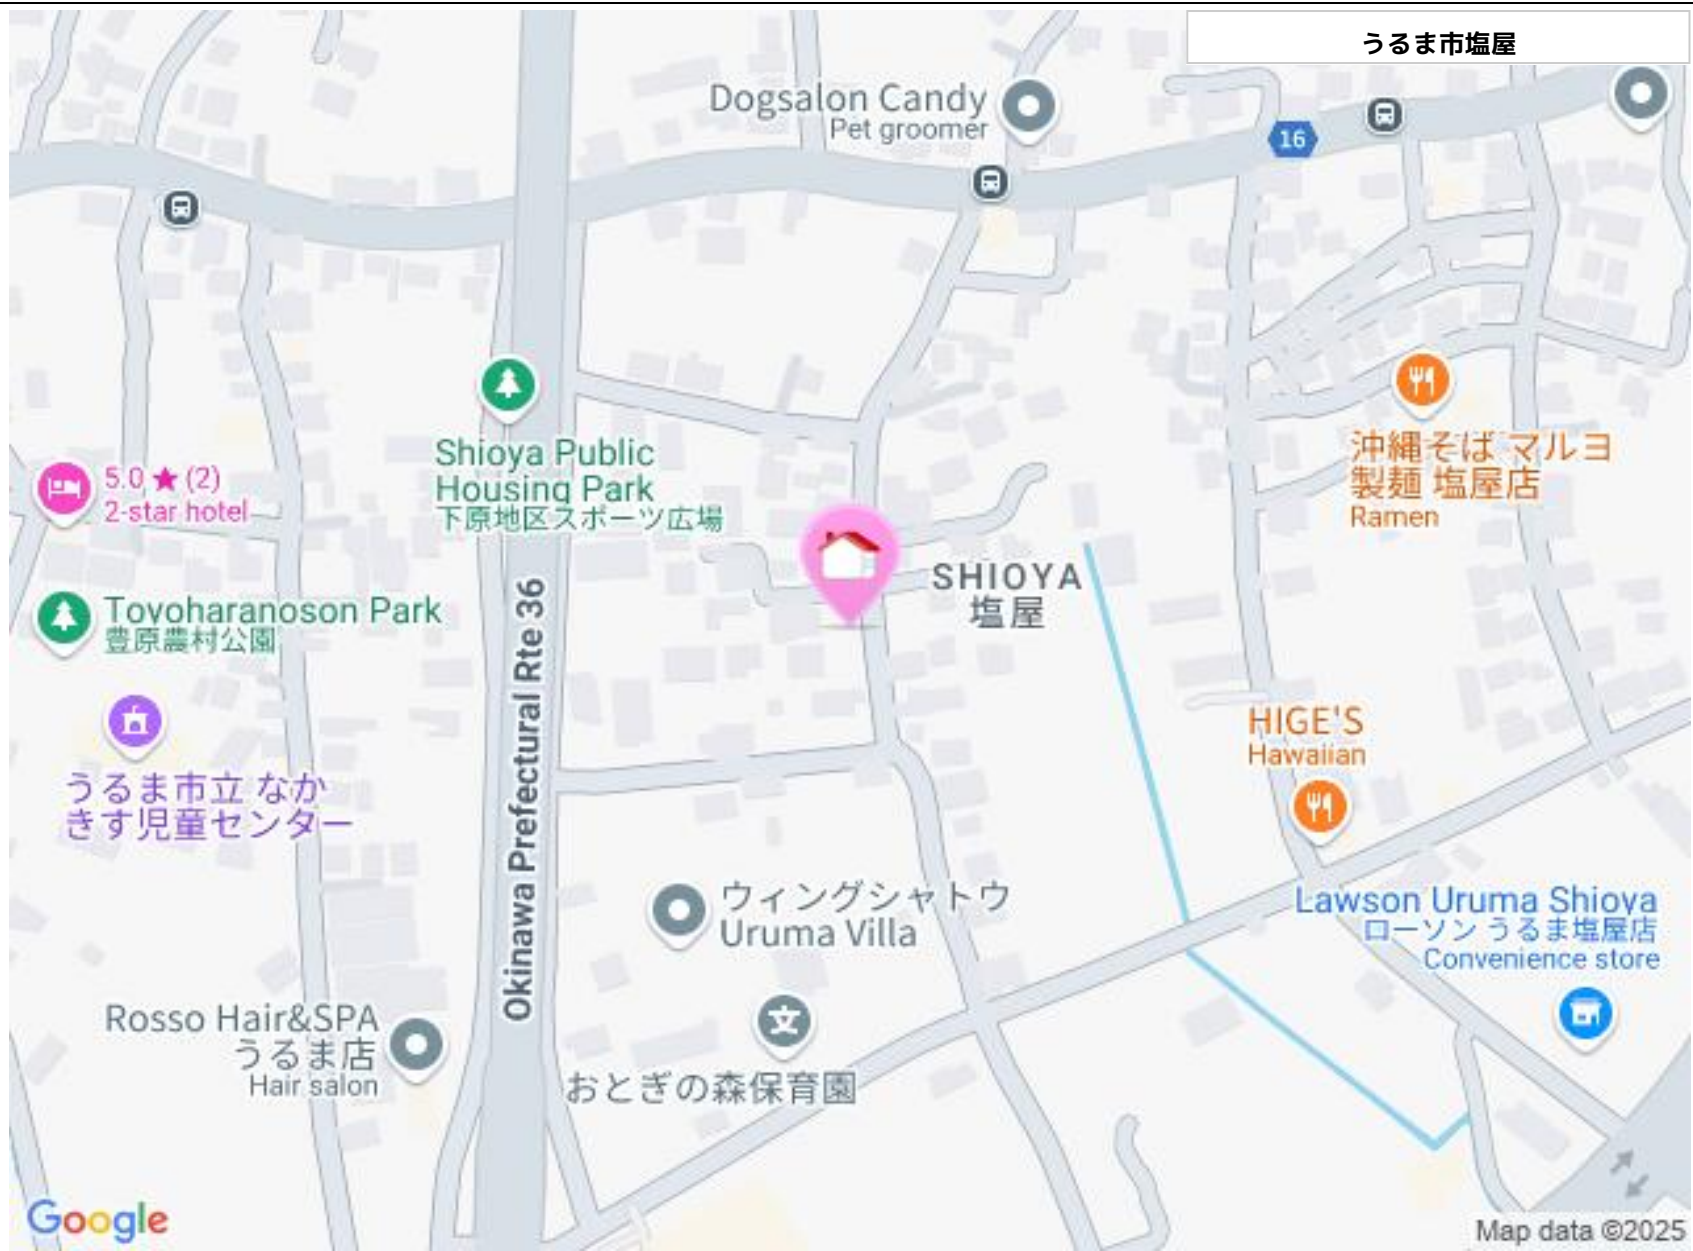 うるま市塩屋
Dogsalon Candy
Pet groomer
16
Shioya Public
Housing Park
下原地区スポーツ広場
5.0 ★ (2)
2-star hotel
沖縄そば マルヨ
製麺 塩屋店
Ramen
SHIOYA
塩屋
Toyoharanoson Park
豊原農村公園
Okinawa Prefectural Rte 36
うるま市立 なか
きす児童センター
HIGE'S
Hawaiian
ウィングシャトウ
Uruma Villa
Lawson Uruma Shioya
ローソン うるま塩屋店
Convenience store
Rosso Hair&SPA
うるま店
Hair salon
文
おとぎの森保育園
Google
Map data ©2025